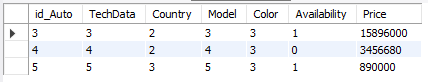 id_Auto TechData Country Model Color Availability Price
3 3 2 3 3 1 15896000
4 4 2 4 3 0 3456680
5 5 3 5 3 1 890000